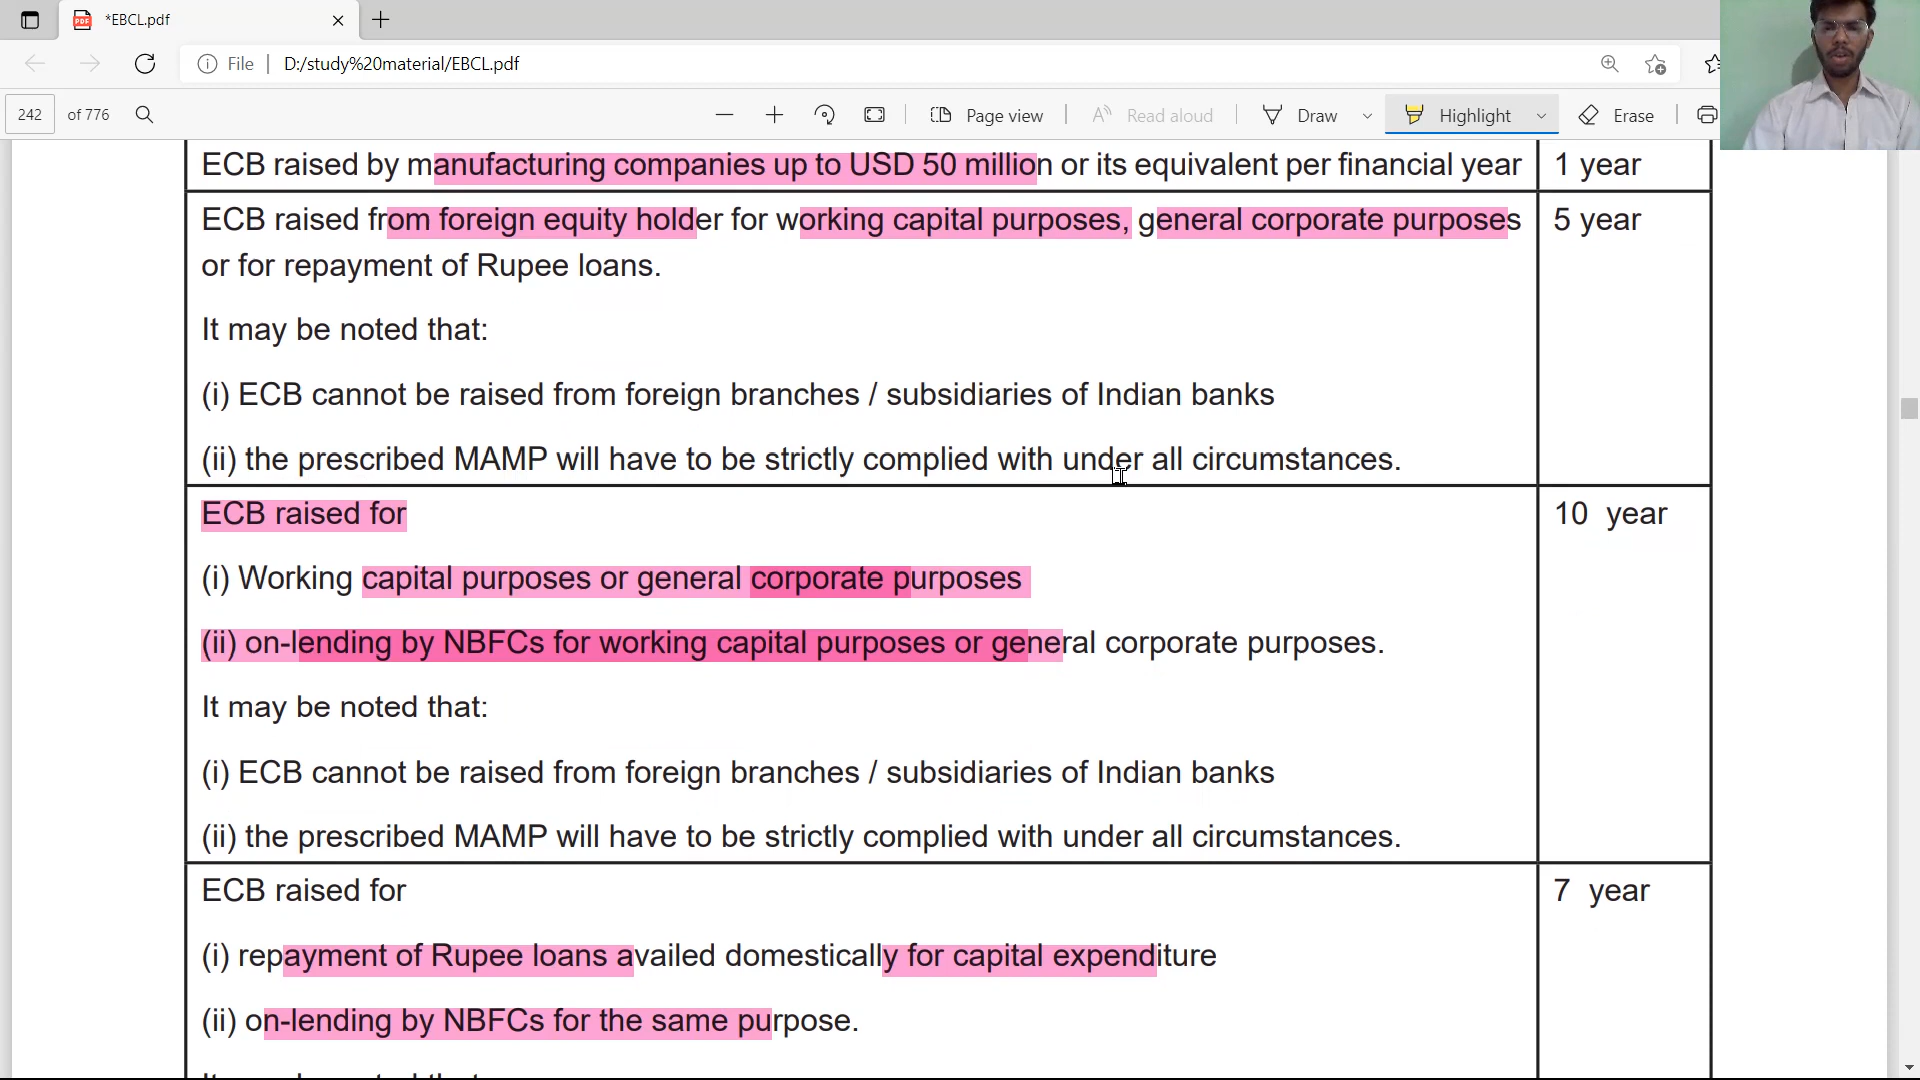 *EBCL.pdf
File D:/study%20material/EBCL.pdf
242 of 776 Page view Read aloud Draw Highlight Erase
ECB raised by manufacturing companies up to USD 50 million or its equivalent per financial year 1 year
ECB raised from foreign equity holder for working capital purposes, general corporate purposes 5 year
or for repayment of Rupee loans.
It may be noted that:
(i) ECB cannot be raised from foreign branches / subsidiaries of Indian banks
(ii) the prescribed MAMP will have to be strictly complied with under all circumstances.
ECB raised for 10 year
(i) Working capital purposes or general corporate purposes
(ii) on-lending by NBFCs for working capital purposes or general corporate purposes.
It may be noted that:
(i) ECB cannot be raised from foreign branches / subsidiaries of Indian banks
(ii) the prescribed MAMP will have to be strictly complied with under all circumstances.
ECB raised for 7 year
(i) repayment of Rupee loans availed domestically for capital expenditure
(ii) on-lending by NBFCs for the same purpose.